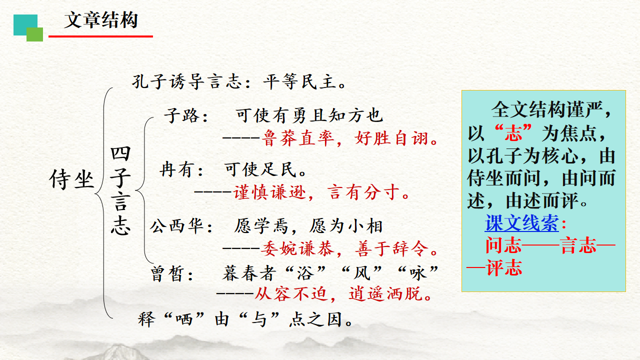 文章结构
孔子诱导言志：平等民主。
子路： 可使有勇且知方也
----鲁莽直率，好胜自诩。
侍坐
四子言志
冉有： 可使足民。
----谨慎谦逊，言有分寸。
公西华： 愿学焉，愿为小相
----委婉谦恭，善于辞令。
曾皙： 暮春者“浴”“风”“咏”
----从容不迫，逍遥洒脱。
释“哂”由“与”点之因。
全文结构谨严，
以“志”为焦点，
以孔子为核心，由
侍坐而问，由问而
述，由述而评。
课文线索：
问志——言志—
—评志